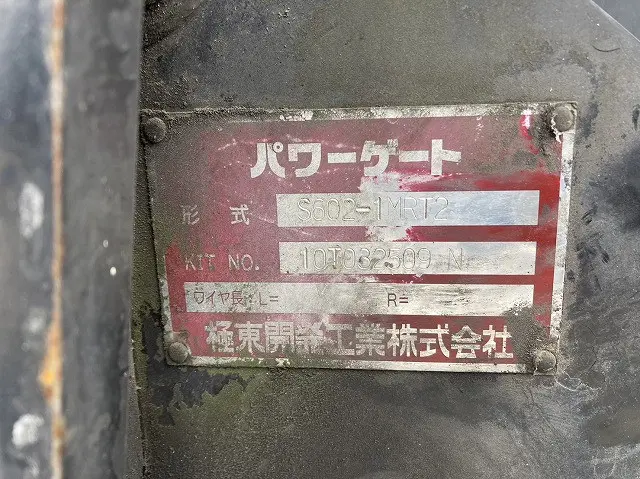 パワーゲート
形式 S602-1MRT2
KIT NO. 10T962509 N
ワイヤ長:L= R=
極東開発工業株式会社